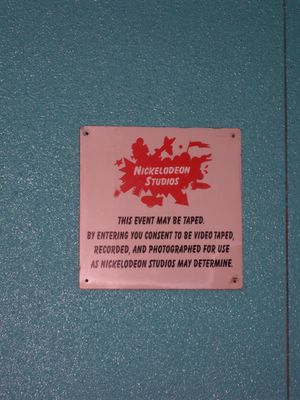 NICKELODEON
STUDIOS
THIS EVENT MAY BE TAPED.
BY ENTERING YOU CONSENT TO BE VIDEO TAPED,
RECORDED, AND PHOTOGRAPHED FOR USE
AS NICKELODEON STUDIOS MAY DETERMINE.